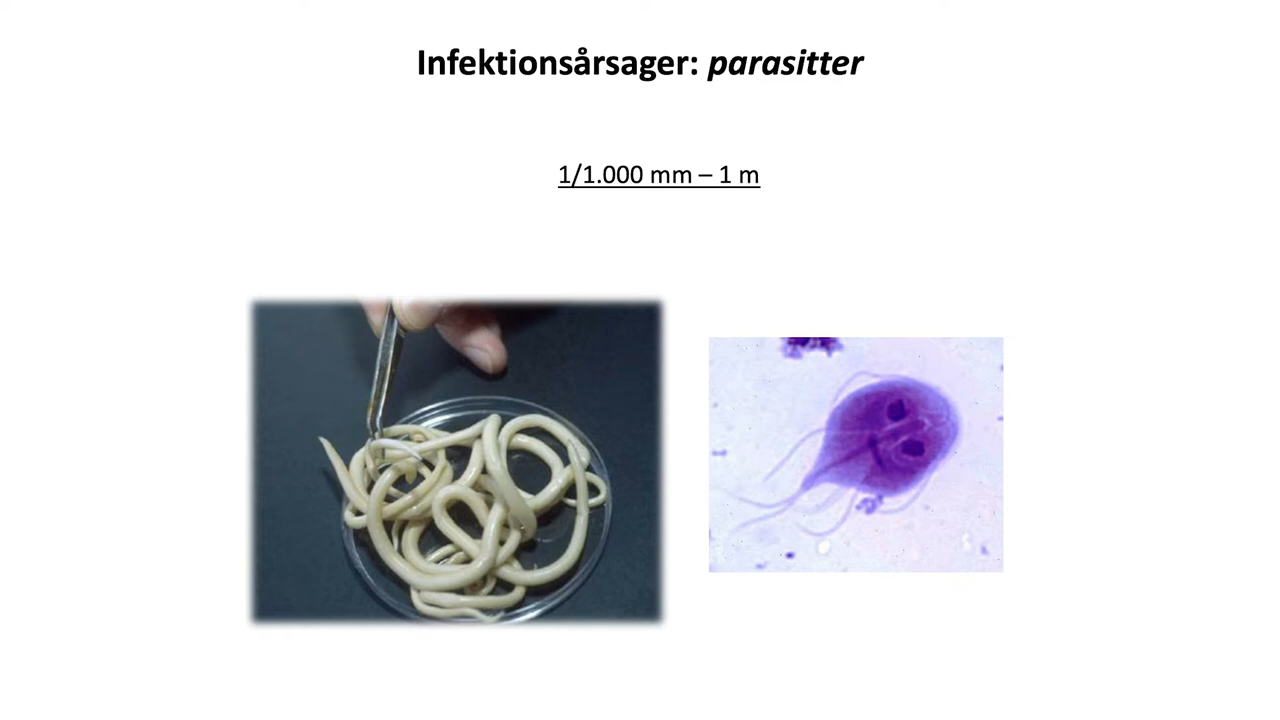 Infektionsårsager: parasitter
1/1.000 mm – 1 m